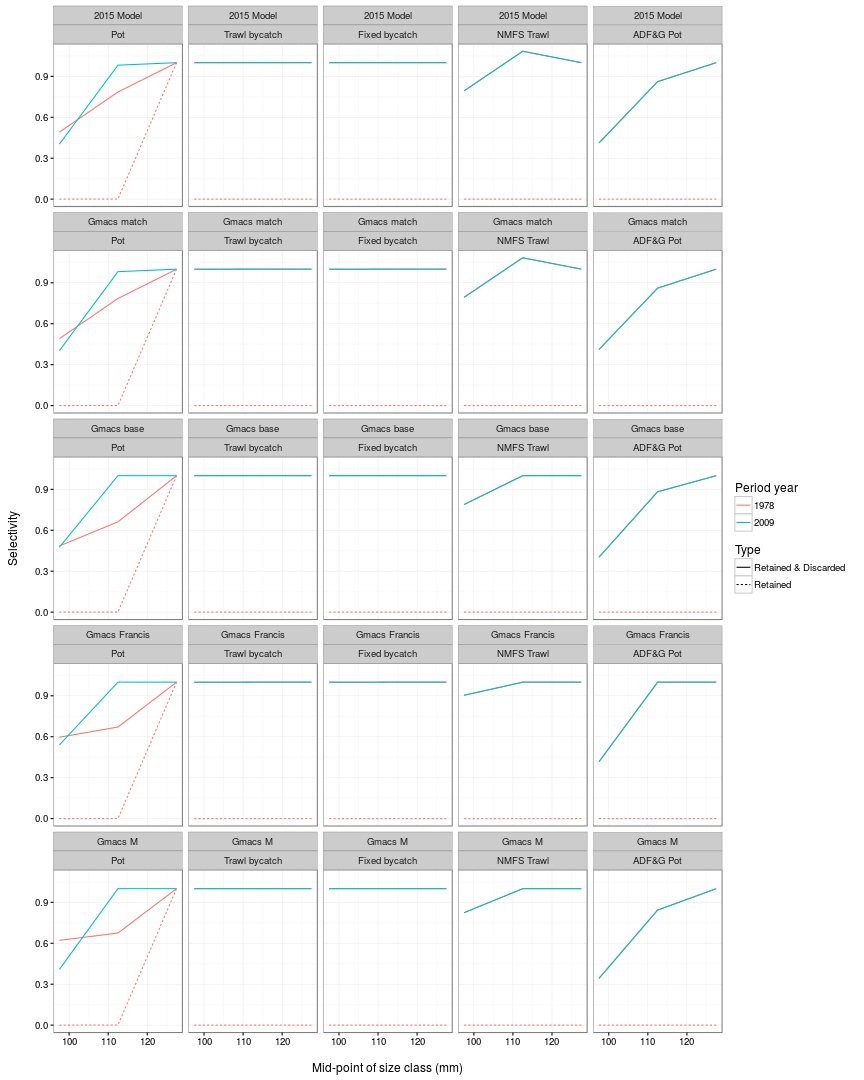 2015 Model 2015 Model 2015 Model 2015 Model 2015 Model
Pot Trawl bycatch Fixed bycatch NMFS Trawl ADF&G Pot
0.9
0.6
0.3
0.0
Gmacs match Gmacs match Gmacs match Gmacs match Gmacs match
Pot Trawl bycatch Fixed bycatch NMFS Trawl ADF&G Pot
0.9
0.6
0.3
0.0
Gmacs base Gmacs base Gmacs base Gmacs base Gmacs base
Pot Trawl bycatch Fixed bycatch NMFS Trawl ADF&G Pot
0.9
0.6
0.3
0.0
Gmacs Francis Gmacs Francis Gmacs Francis Gmacs Francis Gmacs Francis
Pot Trawl bycatch Fixed bycatch NMFS Trawl ADF&G Pot
0.9
0.6
0.3
0.0
Gmacs M Gmacs M Gmacs M Gmacs M Gmacs M
Pot Trawl bycatch Fixed bycatch NMFS Trawl ADF&G Pot
0.9
0.6
0.3
0.0
100 110 120 100 110 120 100 110 120 100 110 120 100 110 120
Mid-point of size class (mm)
Selectivity
Period year
1978
2009
Type
Retained & Discarded
Retained